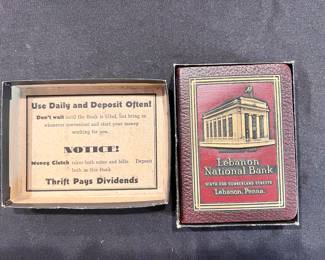 Use Daily and Deposit Often!
Don't wait until the Bank is filled, but bring in
whenever convenient and start your money
working for you.
NOTICE!
Money Clutch takes both coins and bills. Deposit
both in this Bank
Thrift Pays Dividends
Lebanon
National Bank
NINTH AND CUMBERLAND STREETS
Lebanon, Penna.